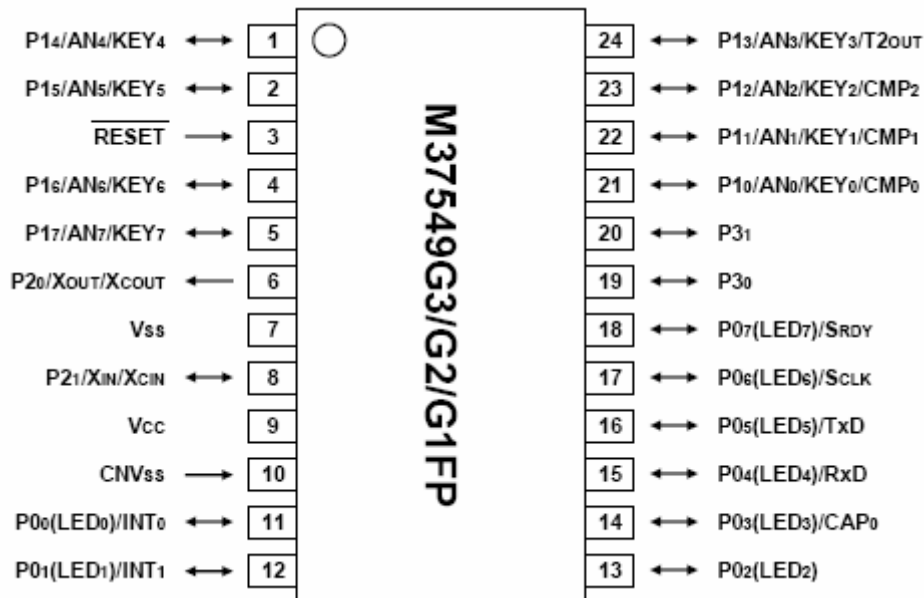 P14/AN4/KEY4 1 24 P13/AN3/KEY3/T2OUT
P15/AN5/KEY5 2 23 P12/AN2/KEY2/CMP2
RESET 3 22 P11/AN1/KEY1/CMP1
P16/AN6/KEY6 4 21 P10/AN0/KEY0/CMP0
P17/AN7/KEY7 5 20 P31
P20/XOUT/XCOUT 6 19 P30
Vss 7 18 P07(LED7)/SRDY
P21/XIN/XCIN 8 17 P06(LED6)/SCLK
Vcc 9 16 P05(LED5)/TxD
CNVss 10 15 P04(LED4)/RxD
P00(LED0)/INT0 11 14 P03(LED3)/CAP0
P01(LED1)/INT1 12 13 P02(LED2)
M37549G3/G2/G1FP